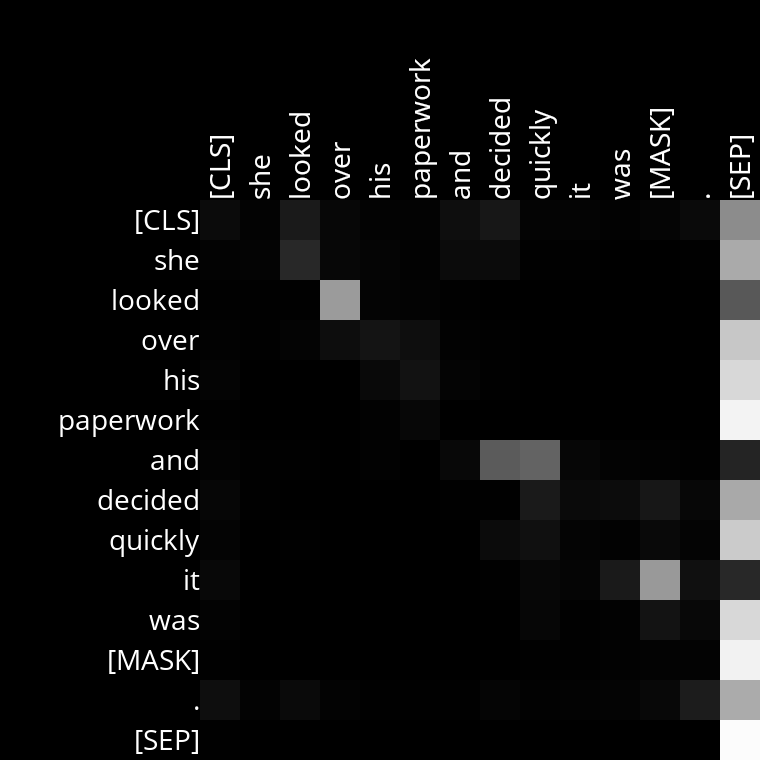 [CLS] she looked over his paperwork and decided quickly it was [MASK] . [SEP]
[CLS]
she
looked
over
his
paperwork
and
decided
quickly
it
was
[MASK]
.
[SEP]